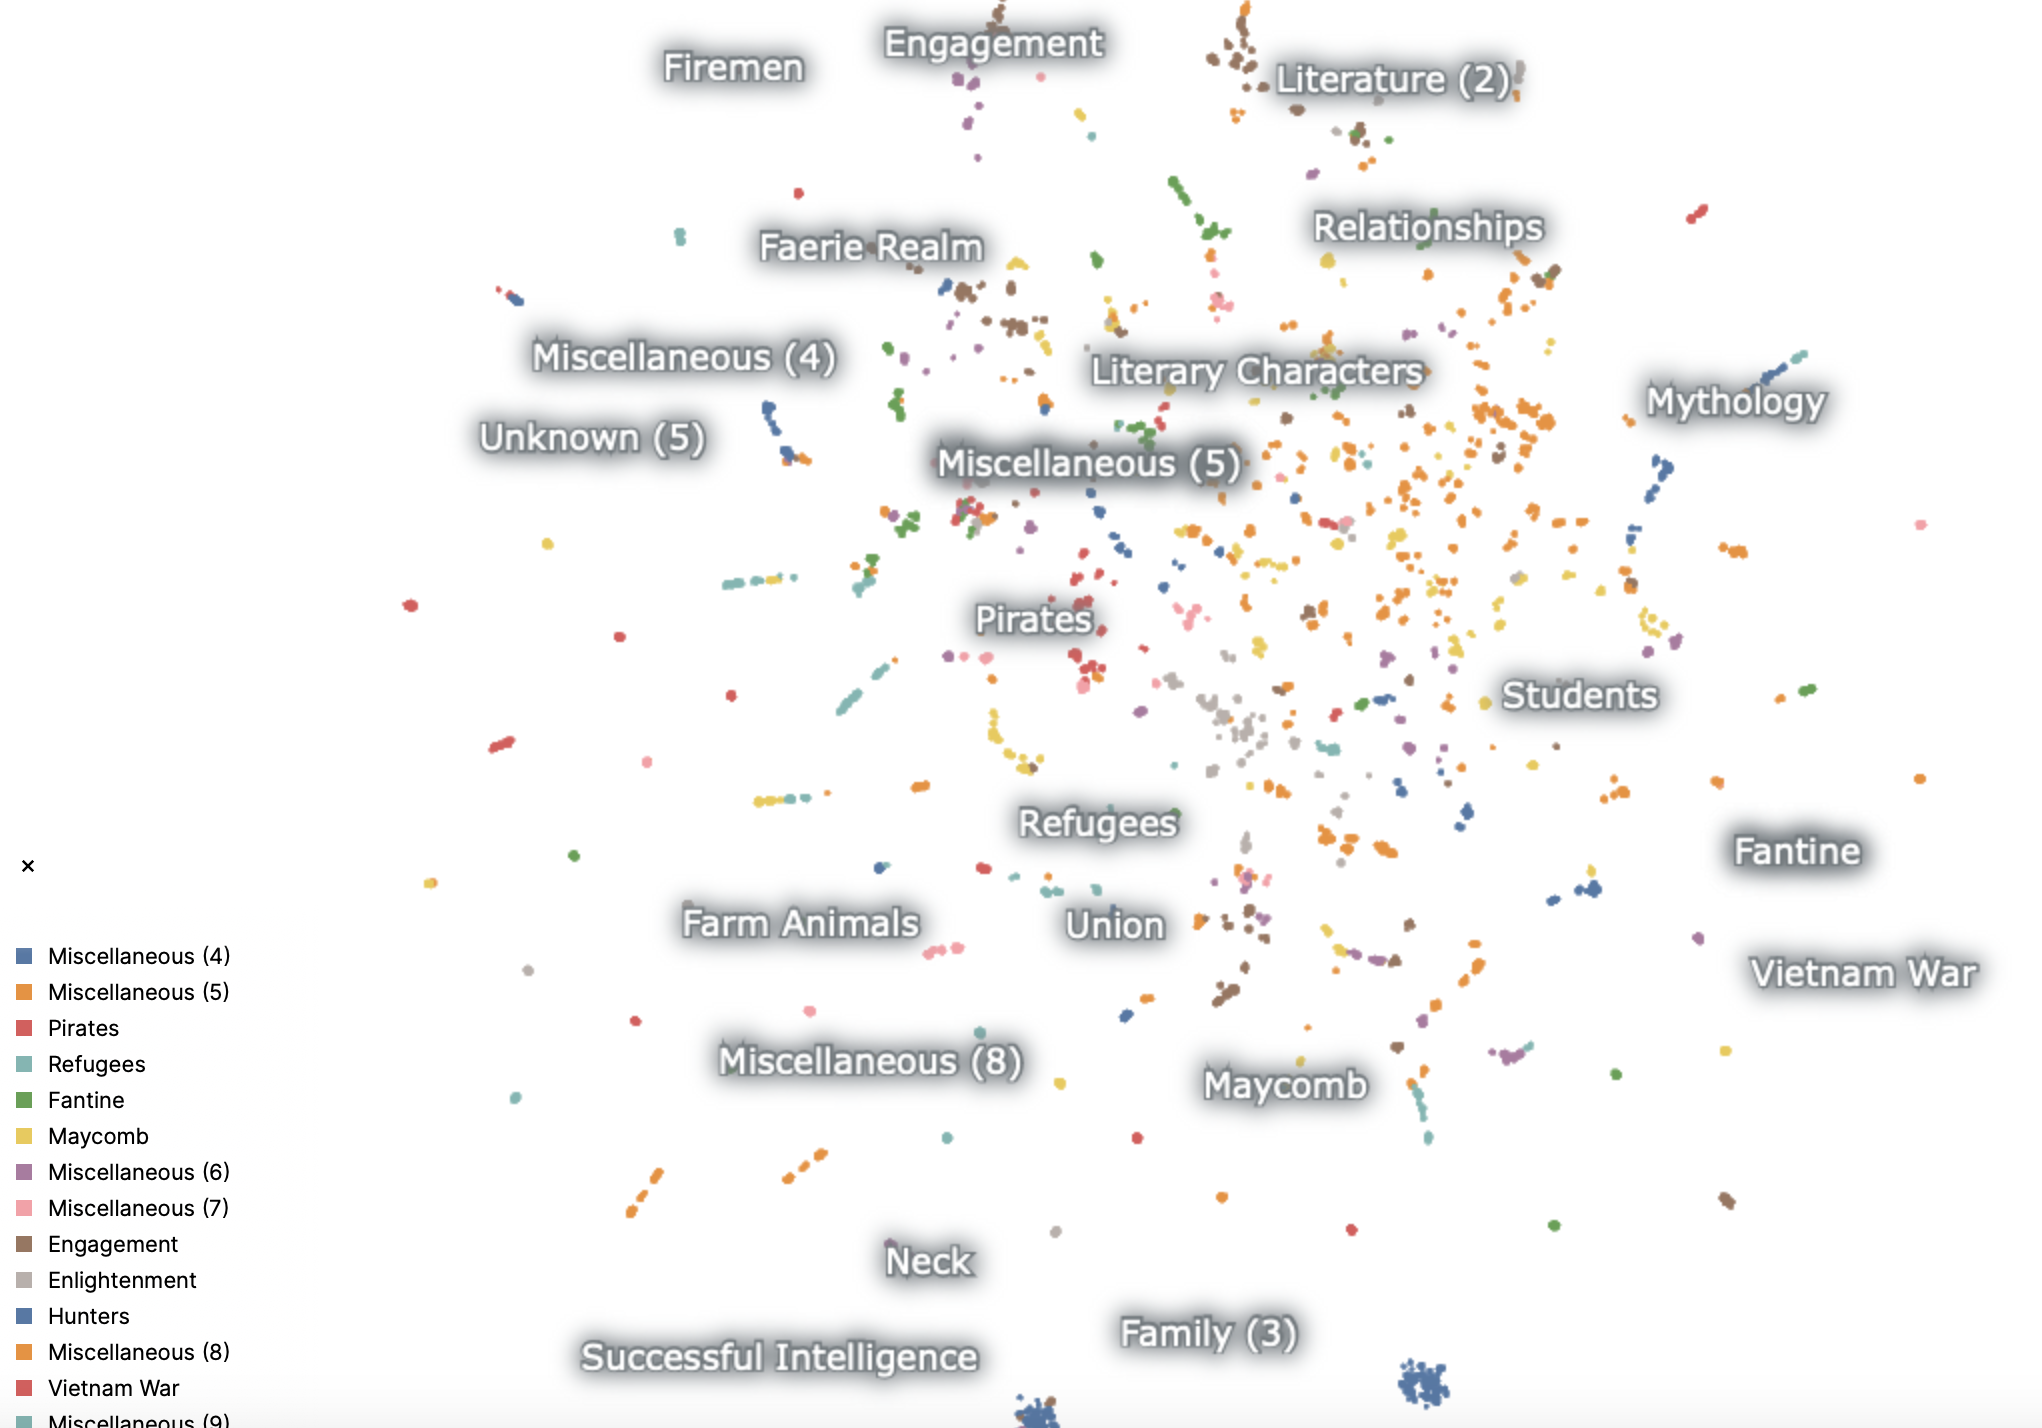 Engagement
Firemen
Literature (2)
Relationships
Faerie Realm
Miscellaneous (4)
Literary Characters
Mythology
Unknown (5)
Miscellaneous (5)
Pirates
Students
Refugees
Fantine
×
Farm Animals
Union
Miscellaneous (4)
Vietnam War
Miscellaneous (5)
Pirates
Refugees
Miscellaneous (8)
Maycomb
Fantine
Maycomb
Miscellaneous (6)
Miscellaneous (7)
Engagement
Neck
Enlightenment
Hunters
Family (3)
Miscellaneous (8)
Successful Intelligence
Vietnam War
Miscellaneous (9)